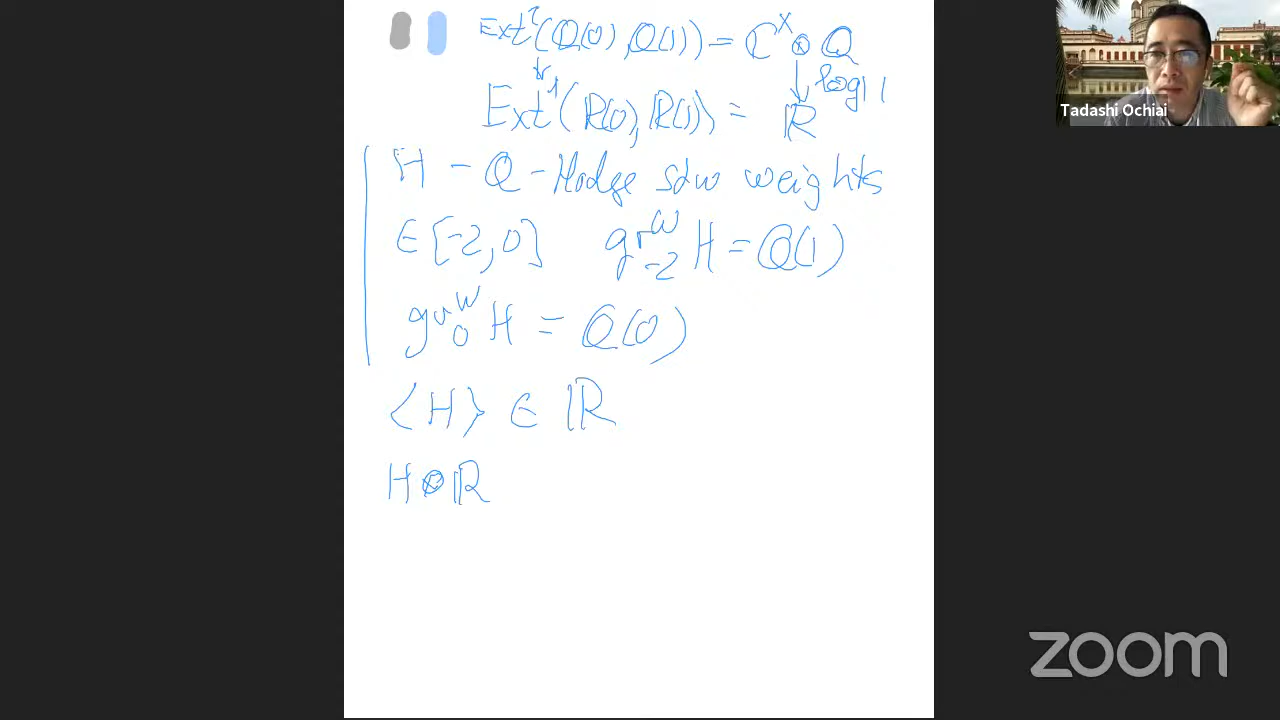 Ext¹(ℚ(0), ℚ(1)) = ℂ^× ⊗ ℚ
↓ ↓ log| |
Ext¹(ℝ(0), ℝ(1)) = ℝ
H - ℚ - Hodge str w weights
∈ [-2, 0] gr^W_{-2} H = ℚ(1)
gr^W_0 H = ℚ(0)
⟨H⟩ ∈ ℝ
H ⊗ ℝ
Tadashi Ochiai
zoom